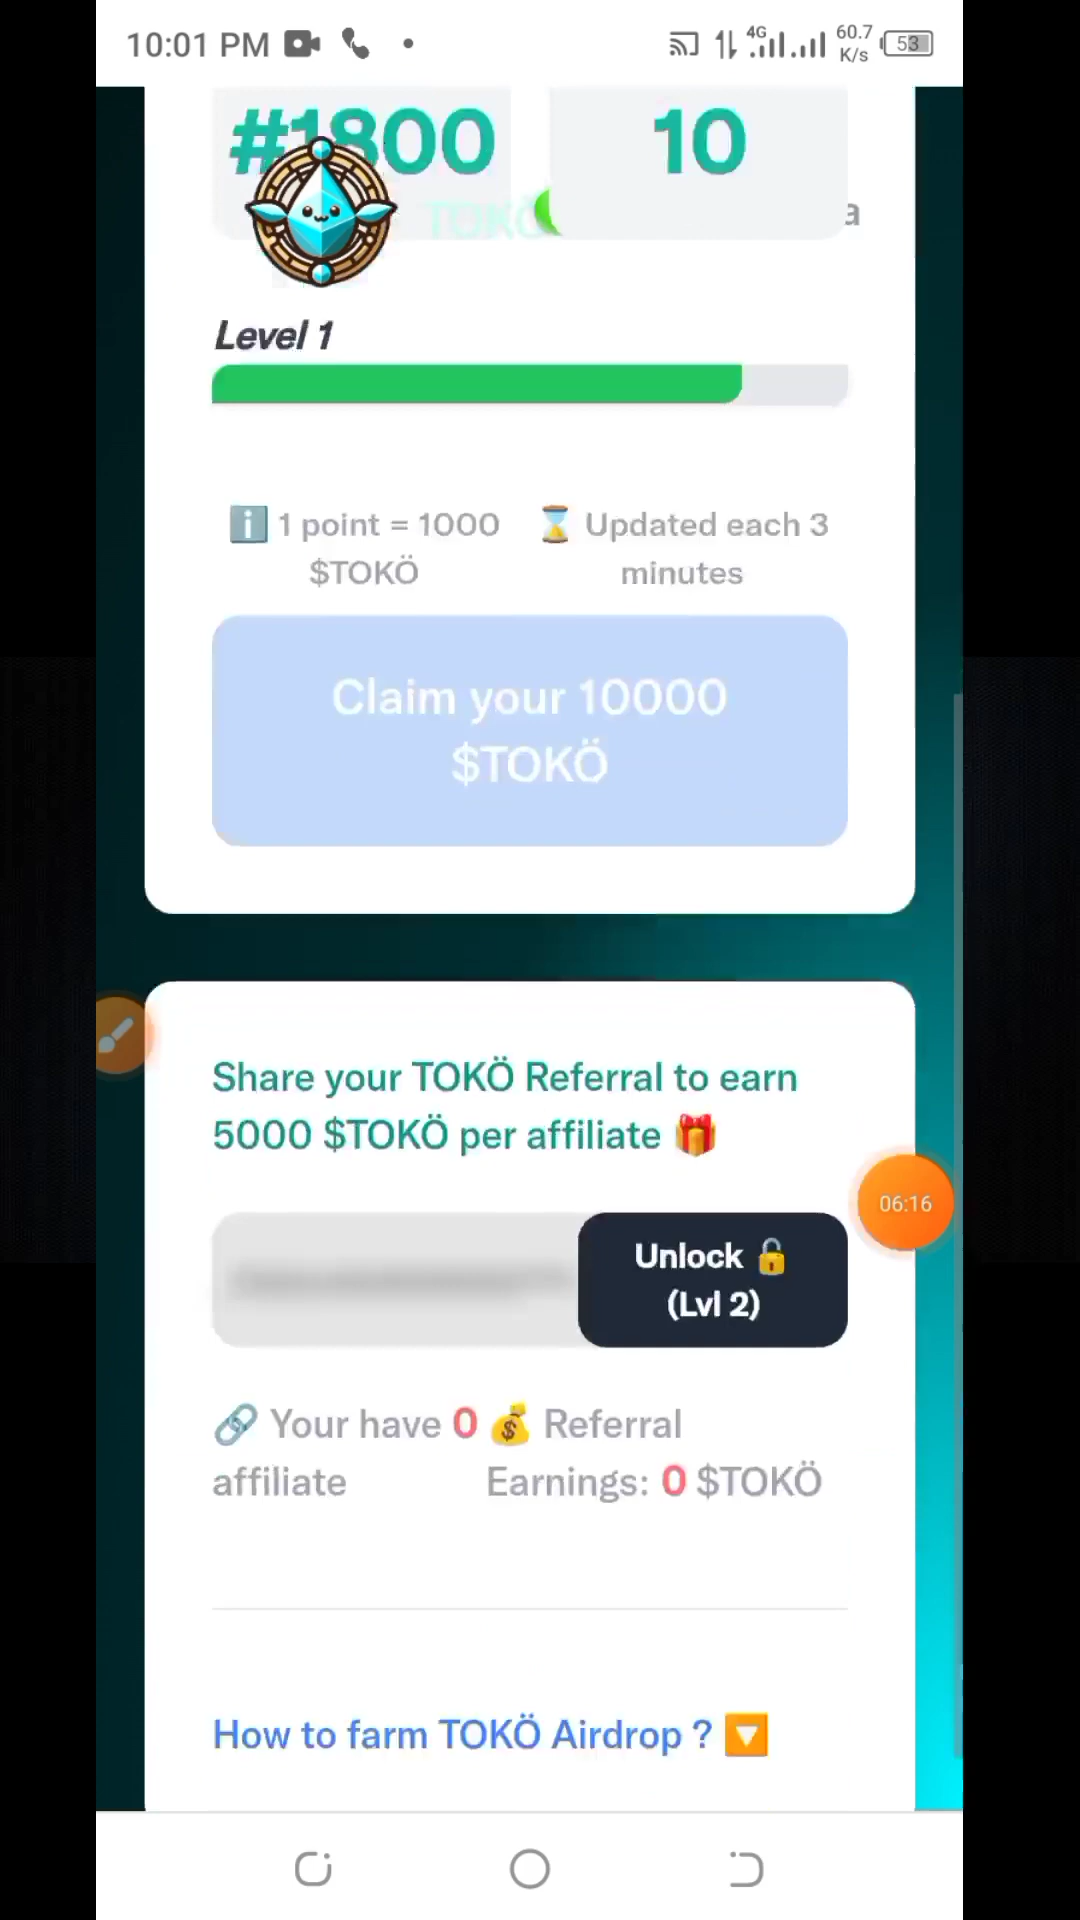 10:01 PM
4G
60.7
K/s
53
#1800
10
TOKÖ
a
Level 1
ℹ️ 1 point = 1000
$TOKÖ
⌛ Updated each 3
minutes
Claim your 10000
$TOKÖ
Share your TOKÖ Referral to earn
5000 $TOKÖ per affiliate 🎁
06:16
Unlock 🔓
(Lvl 2)
🔗 Your have 0
affiliate
💰 Referral
Earnings: 0 $TOKÖ
How to farm TOKÖ Airdrop ? 🔽